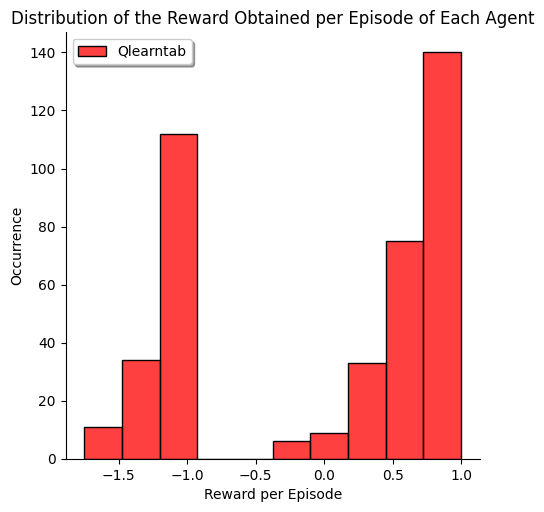 Distribution of the Reward Obtained per Episode of Each Agent
Qlearntab
140
120
100
80
60
40
20
0
Occurrence
−1.5 −1.0 −0.5 0.0 0.5 1.0
Reward per Episode